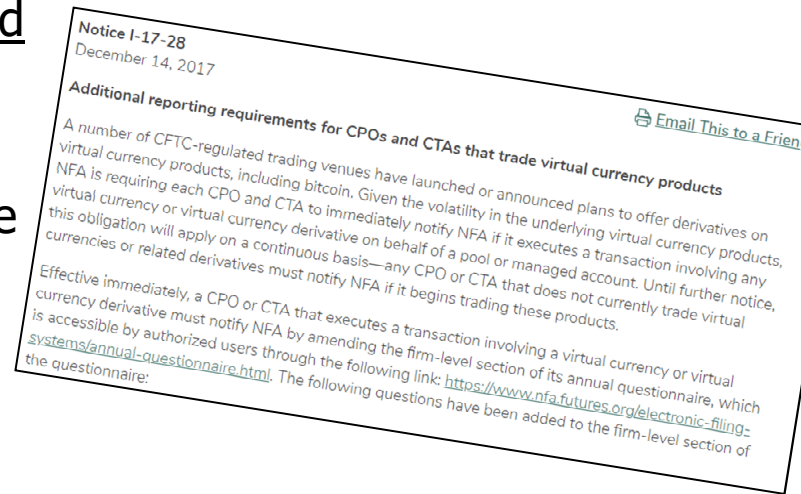 d
e
Notice I-17-28
December 14, 2017
Email This to a Frien
Additional reporting requirements for CPOs and CTAs that trade virtual currency products
A number of CFTC-regulated trading venues have launched or announced plans to offer derivatives on
virtual currency products, including bitcoin. Given the volatility in the underlying virtual currency products,
NFA is requiring each CPO and CTA to immediately notify NFA if it executes a transaction involving any
virtual currency or virtual currency derivative on behalf of a pool or managed account. Until further notice,
this obligation will apply on a continuous basis—any CPO or CTA that does not currently trade virtual
currencies or related derivatives must notify NFA if it begins trading these products.
Effective immediately, a CPO or CTA that executes a transaction involving a virtual currency or virtual
currency derivative must notify NFA by amending the firm-level section of its annual questionnaire, which
is accessible by authorized users through the following link: https://www.nfa.futures.org/electronic-filing-
systems/annual-questionnaire.html. The following questions have been added to the firm-level section of
the questionnaire: